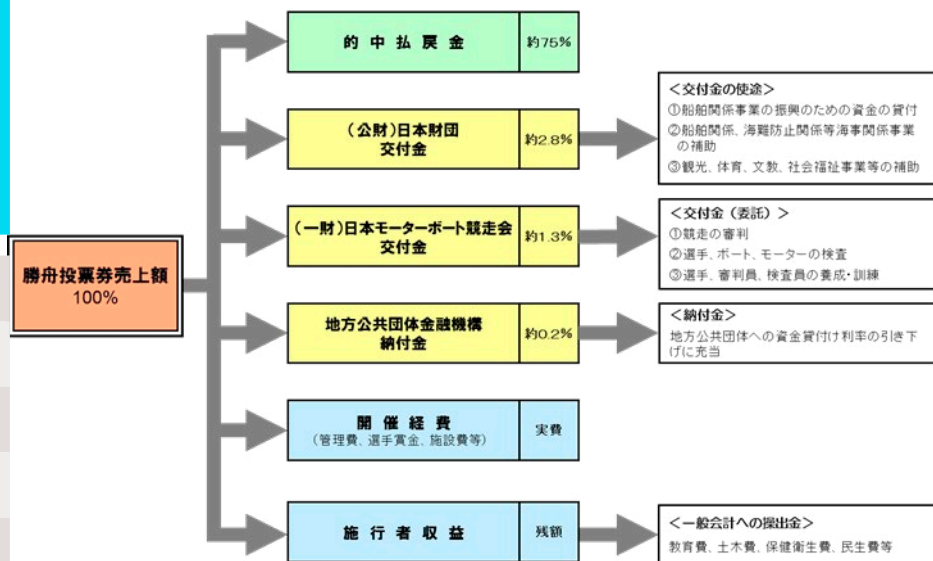 勝舟投票券売上額
100%
的中払戻金
約75%
(公財)日本財団
交付金
約2.8%
<交付金の使途>
①船舶関係事業の振興のための資金の貸付
②船舶関係、海難防止関係等海事関係事業
の補助
③観光、体育、文教、社会福祉事業等の補助
(一財)日本モーターボート競走会
交付金
約1.3%
<交付金(委託)>
①競走の審判
②選手、ボート、モーターの検査
③選手、審判員、検査員の養成・訓練
地方公共団体金融機構
納付金
約0.2%
<納付金>
地方公共団体への資金貸付け利率の引き下
げに充当
開催経費
(管理費、選手賞金、施設費等)
実費
施行者収益
残額
<一般会計への操出金>
教育費、土木費、保健衛生費、民生費等